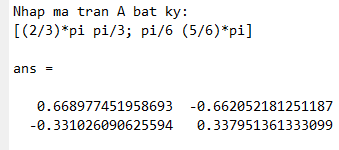 Nhap ma tran A bat ky:
[(2/3)*pi pi/3; pi/6 (5/6)*pi]
ans =
0.668977451958693 -0.662052181251187
-0.331026090625594 0.337951361333099